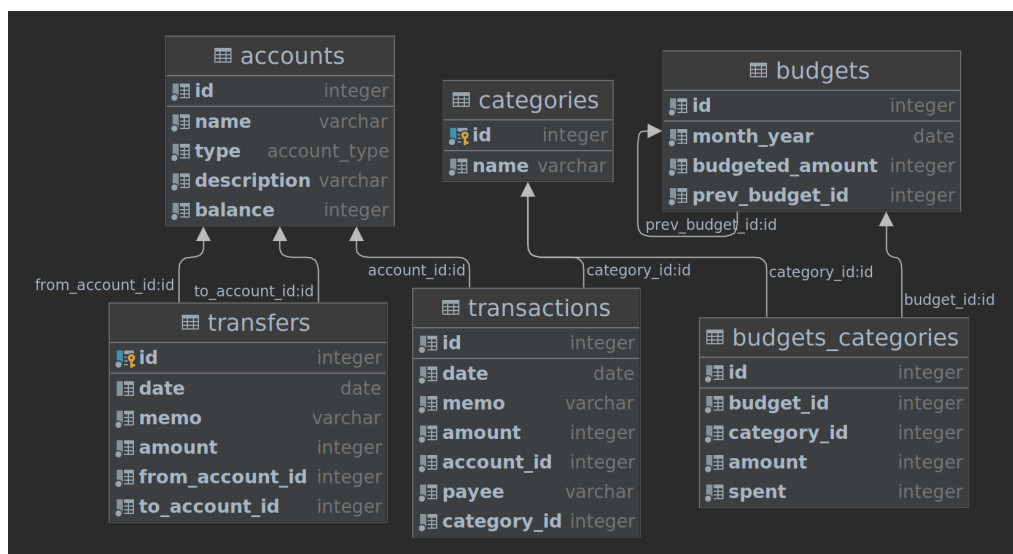 accounts
id integer
name varchar
type account_type
description varchar
balance integer
categories
id integer
name varchar
budgets
id integer
month_year date
budgeted_amount integer
prev_budget_id integer
prev_budget_id:id
from_account_id:id
to_account_id:id
account_id:id
category_id:id
category_id:id
budget_id:id
transfers
id integer
date date
memo varchar
amount integer
from_account_id integer
to_account_id integer
transactions
id integer
date date
memo varchar
amount integer
account_id integer
payee varchar
category_id integer
budgets_categories
id integer
budget_id integer
category_id integer
amount integer
spent integer